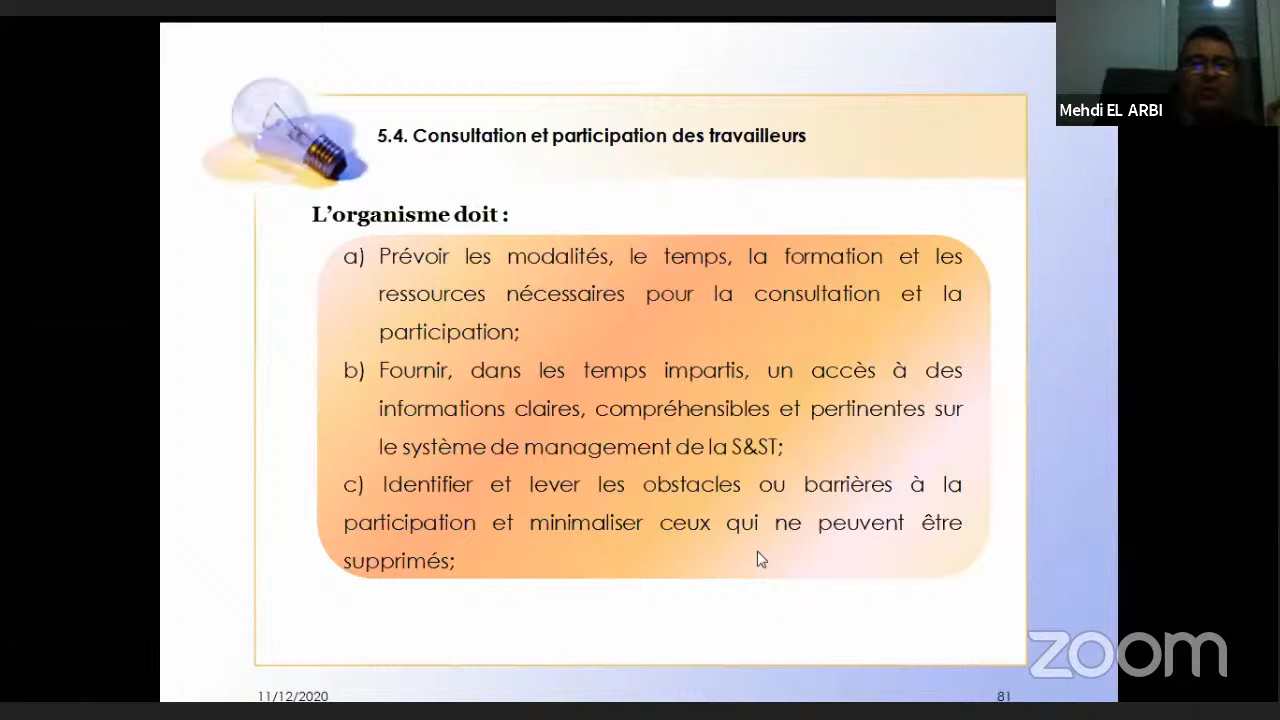 Mehdi EL ARBI
5.4. Consultation et participation des travailleurs
L’organisme doit :
a) Prévoir les modalités, le temps, la formation et les
ressources nécessaires pour la consultation et la
participation;
b) Fournir, dans les temps impartis, un accès à des
informations claires, compréhensibles et pertinentes sur
le système de management de la S&ST;
c) Identifier et lever les obstacles ou barrières à la
participation et minimaliser ceux qui ne peuvent être
supprimés;
zoom
11/12/2020
81